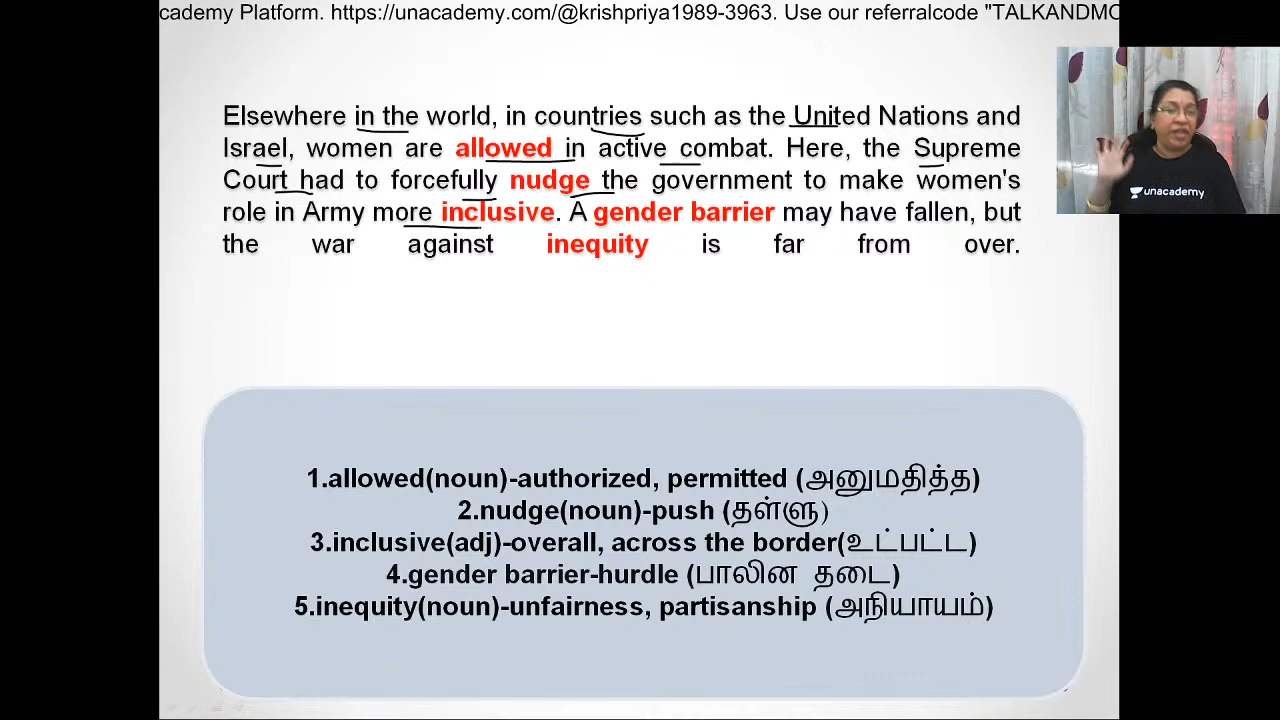 cademy Platform. https://unacademy.com/@krishpriya1989-3963. Use our referralcode "TALKANDMO
Elsewhere in the world, in countries such as the United Nations and
Israel, women are allowed in active combat. Here, the Supreme
Court had to forcefully nudge the government to make women's
role in Army more inclusive. A gender barrier may have fallen, but
the war against inequity is far from over.
unacademy
1.allowed(noun)-authorized, permitted (அனுமதித்த)
2.nudge(noun)-push (தள்ளு)
3.inclusive(adj)-overall, across the border(உட்பட்ட)
4.gender barrier-hurdle (பாலின தடை)
5.inequity(noun)-unfairness, partisanship (அநியாயம்)